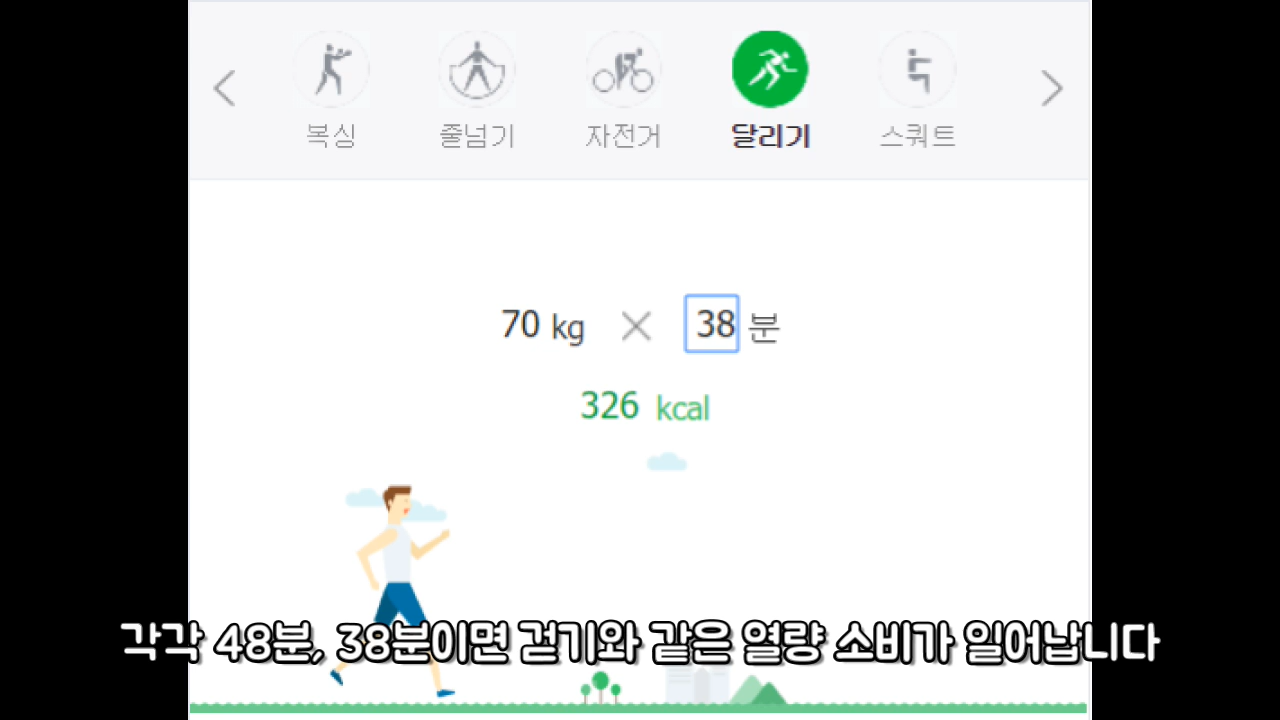 복싱 줄넘기 자전거 달리기 스쿼트
70 kg × 38 분
326 kcal
각각 48분, 38분이면 걷기와 같은 열량 소비가 일어납니다